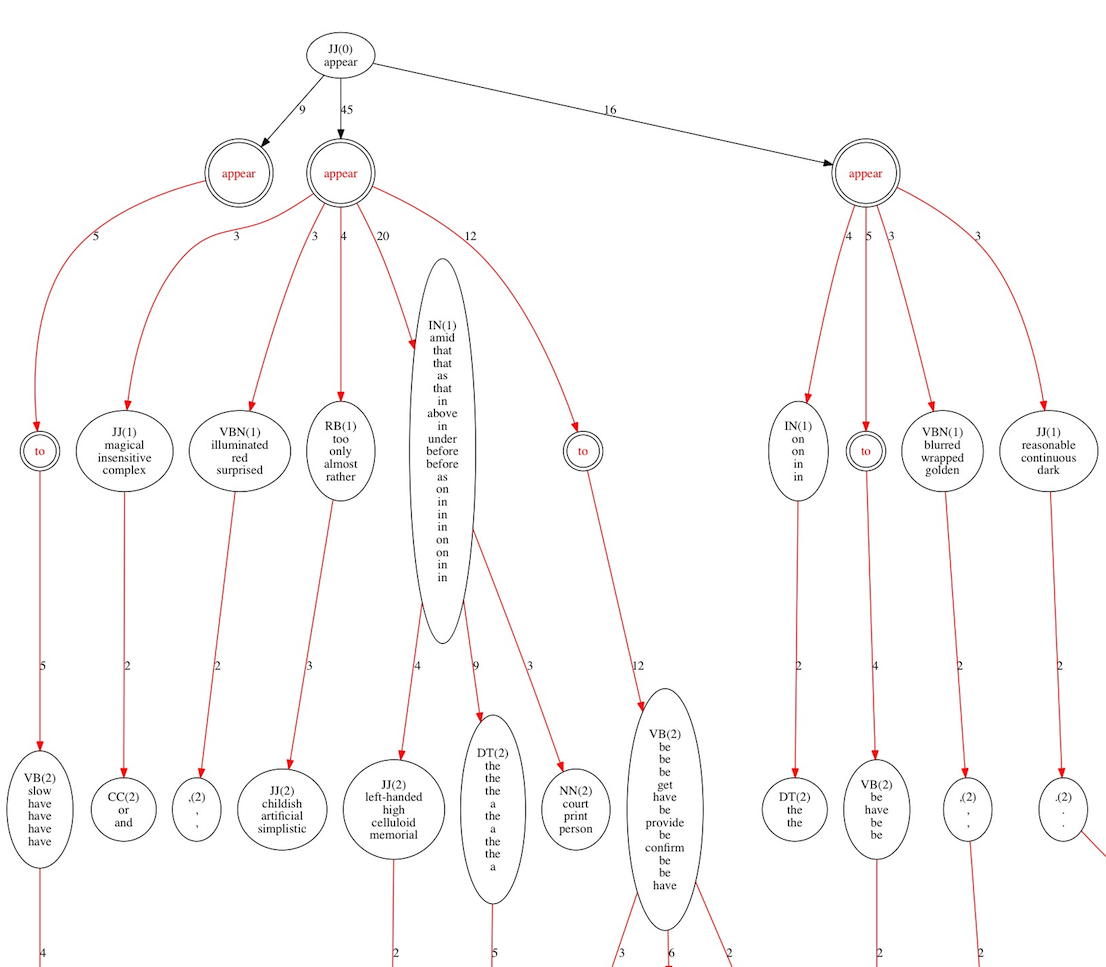 JJ(0)
appear
9
45
16
appear
appear
appear
5
3
3
4
20
12
4
5
3
3
IN(1)
amid
that
that
as
that
in
above
in
under
before
before
as
on
in
in
in
on
on
in
in
to
JJ(1)
magical
insensitive
complex
VBN(1)
illuminated
red
surprised
RB(1)
too
only
almost
rather
to
IN(1)
on
on
in
in
to
VBN(1)
blurred
wrapped
golden
JJ(1)
reasonable
continuous
dark
5
2
2
3
4
9
3
12
2
4
2
2
VB(2)
slow
have
have
have
have
CC(2)
or
and
,(2)
,
,
JJ(2)
childish
artificial
simplistic
JJ(2)
left-handed
high
celluloid
memorial
DT(2)
the
the
the
a
the
a
the
the
a
NN(2)
court
print
person
VB(2)
be
be
be
get
have
be
provide
be
confirm
be
be
have
DT(2)
the
the
VB(2)
be
have
be
be
,(2)
,
,
.(2)
.
.
4
2
5
3
6
2
2
2